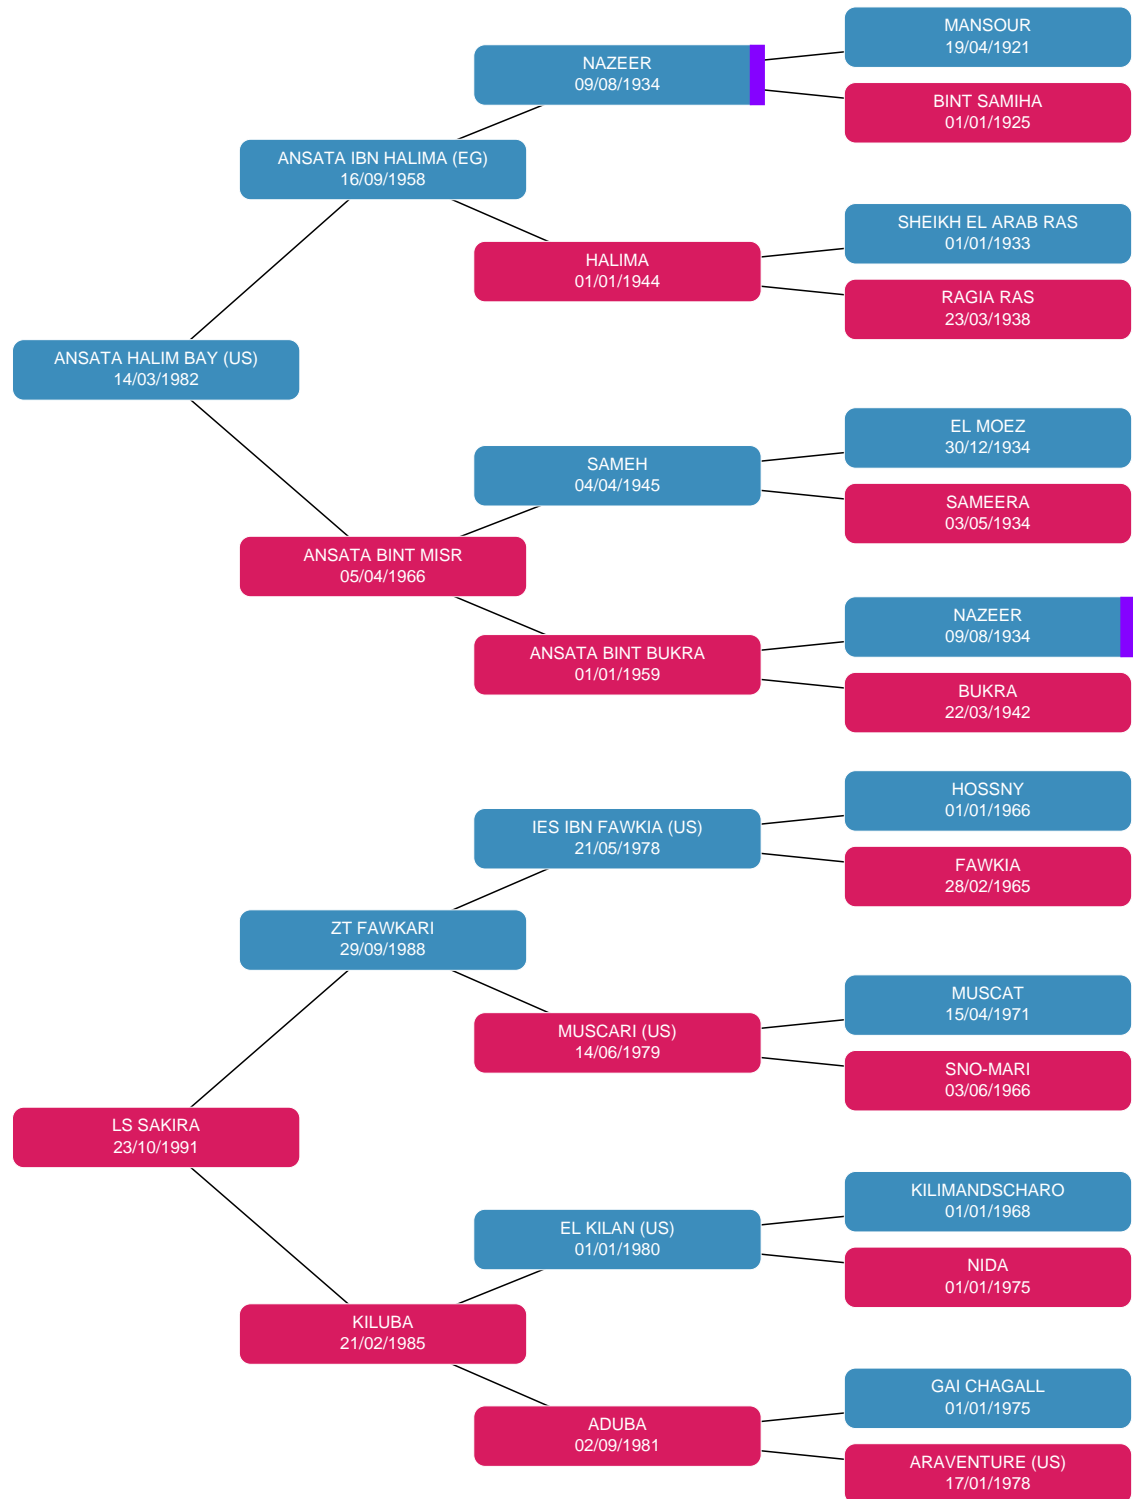 MANSOUR
19/04/1921
NAZEER
09/08/1934
BINT SAMIHA
01/01/1925
ANSATA IBN HALIMA (EG)
16/09/1958
SHEIKH EL ARAB RAS
01/01/1933
HALIMA
01/01/1944
RAGIA RAS
23/03/1938
ANSATA HALIM BAY (US)
14/03/1982
EL MOEZ
30/12/1934
SAMEH
04/04/1945
SAMEERA
03/05/1934
ANSATA BINT MISR
05/04/1966
NAZEER
09/08/1934
ANSATA BINT BUKRA
01/01/1959
BUKRA
22/03/1942
HOSSNY
01/01/1966
IES IBN FAWKIA (US)
21/05/1978
FAWKIA
28/02/1965
ZT FAWKARI
29/09/1988
MUSCAT
15/04/1971
MUSCARI (US)
14/06/1979
SNO-MARI
03/06/1966
LS SAKIRA
23/10/1991
KILIMANDSCHARO
01/01/1968
EL KILAN (US)
01/01/1980
NIDA
01/01/1975
KILUBA
21/02/1985
GAI CHAGALL
01/01/1975
ADUBA
02/09/1981
ARAVENTURE (US)
17/01/1978